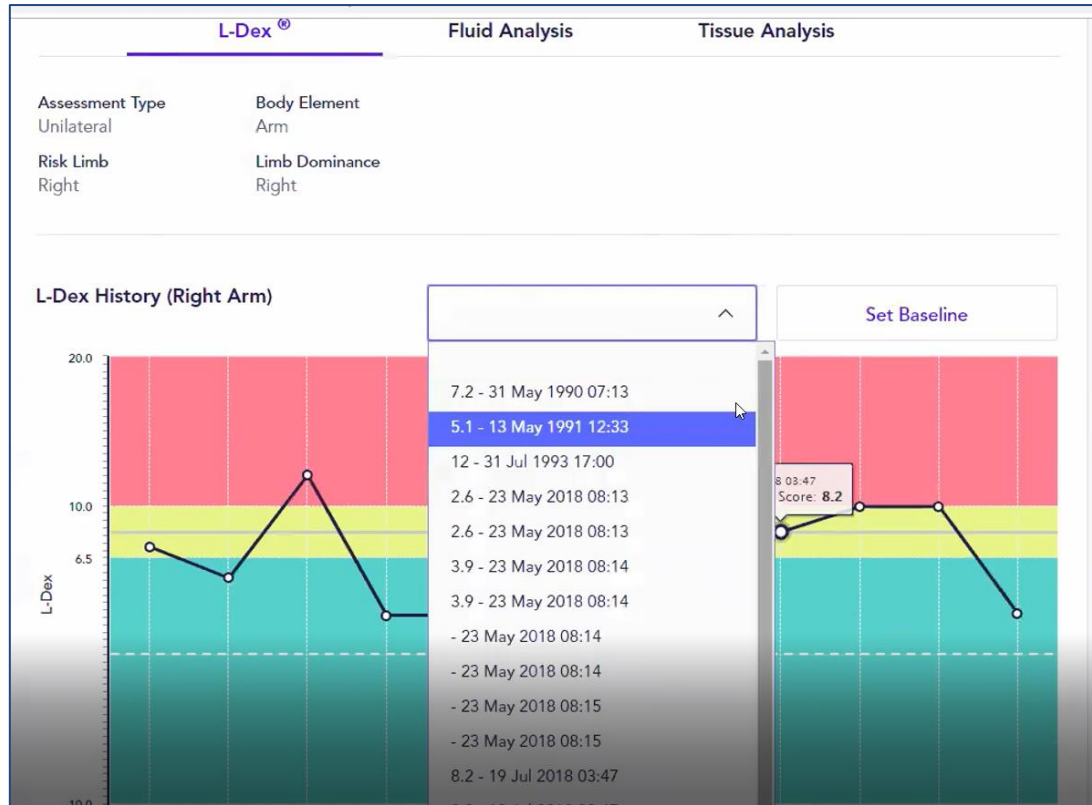 L-Dex ® Fluid Analysis Tissue Analysis
Assessment Type Body Element
Unilateral Arm
Risk Limb Limb Dominance
Right Right
L-Dex History (Right Arm)
Set Baseline
20.0
7.2 - 31 May 1990 07:13
5.1 - 13 May 1991 12:33
12 - 31 Jul 1993 17:00
8 03:47
Score: 8.2
10.0
2.6 - 23 May 2018 08:13
2.6 - 23 May 2018 08:13
6.5
3.9 - 23 May 2018 08:14
3.9 - 23 May 2018 08:14
L-Dex
- 23 May 2018 08:14
- 23 May 2018 08:14
- 23 May 2018 08:15
- 23 May 2018 08:15
8.2 - 19 Jul 2018 03:47